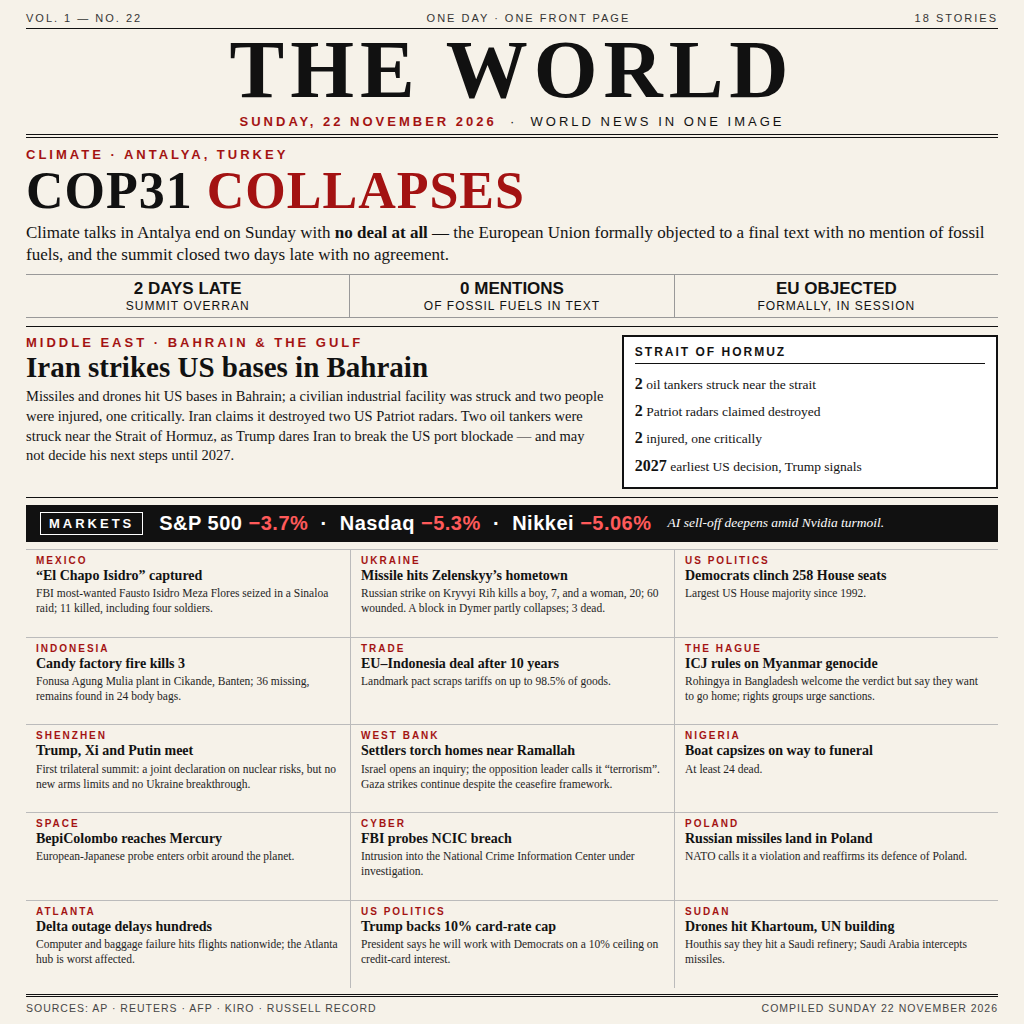 VOL. 1 — NO. 22
ONE DAY · ONE FRONT PAGE
18 STORIES
THE WORLD
SUNDAY, 22 NOVEMBER 2026 · WORLD NEWS IN ONE IMAGE
CLIMATE · ANTALYA, TURKEY
COP31 COLLAPSES
Climate talks in Antalya end on Sunday with no deal at all — the European Union formally objected to a final text with no mention of fossil
fuels, and the summit closed two days late with no agreement.
2 DAYS LATE
SUMMIT OVERRAN
0 MENTIONS
OF FOSSIL FUELS IN TEXT
EU OBJECTED
FORMALLY, IN SESSION
MIDDLE EAST · BAHRAIN & THE GULF
Iran strikes US bases in Bahrain
Missiles and drones hit US bases in Bahrain; a civilian industrial facility was struck and two people
were injured, one critically. Iran claims it destroyed two US Patriot radars. Two oil tankers were
struck near the Strait of Hormuz, as Trump dares Iran to break the US port blockade — and may
not decide his next steps until 2027.
STRAIT OF HORMUZ
2 oil tankers struck near the strait
2 Patriot radars claimed destroyed
2 injured, one critically
2027 earliest US decision, Trump signals
MARKETS S&P 500 −3.7% · Nasdaq −5.3% · Nikkei −5.06% AI sell-off deepens amid Nvidia turmoil.
MEXICO
“El Chapo Isidro” captured
FBI most-wanted Fausto Isidro Meza Flores seized in a Sinaloa
raid; 11 killed, including four soldiers.
UKRAINE
Missile hits Zelenskyy’s hometown
Russian strike on Kryvyi Rih kills a boy, 7, and a woman, 20; 60
wounded. A block in Dymer partly collapses; 3 dead.
US POLITICS
Democrats clinch 258 House seats
Largest US House majority since 1992.
INDONESIA
Candy factory fire kills 3
Fonusa Agung Mulia plant in Cikande, Banten; 36 missing,
remains found in 24 body bags.
TRADE
EU–Indonesia deal after 10 years
Landmark pact scraps tariffs on up to 98.5% of goods.
THE HAGUE
ICJ rules on Myanmar genocide
Rohingya in Bangladesh welcome the verdict but say they want
to go home; rights groups urge sanctions.
SHENZHEN
Trump, Xi and Putin meet
First trilateral summit: a joint declaration on nuclear risks, but no
new arms limits and no Ukraine breakthrough.
WEST BANK
Settlers torch homes near Ramallah
Israel opens an inquiry; the opposition leader calls it “terrorism”.
Gaza strikes continue despite the ceasefire framework.
NIGERIA
Boat capsizes on way to funeral
At least 24 dead.
SPACE
BepiColombo reaches Mercury
European-Japanese probe enters orbit around the planet.
CYBER
FBI probes NCIC breach
Intrusion into the National Crime Information Center under
investigation.
POLAND
Russian missiles land in Poland
NATO calls it a violation and reaffirms its defence of Poland.
ATLANTA
Delta outage delays hundreds
Computer and baggage failure hits flights nationwide; the Atlanta
hub is worst affected.
US POLITICS
Trump backs 10% card-rate cap
President says he will work with Democrats on a 10% ceiling on
credit-card interest.
SUDAN
Drones hit Khartoum, UN building
Houthis say they hit a Saudi refinery; Saudi Arabia intercepts
missiles.
SOURCES: AP · REUTERS · AFP · KIRO · RUSSELL RECORD
COMPILED SUNDAY 22 NOVEMBER 2026